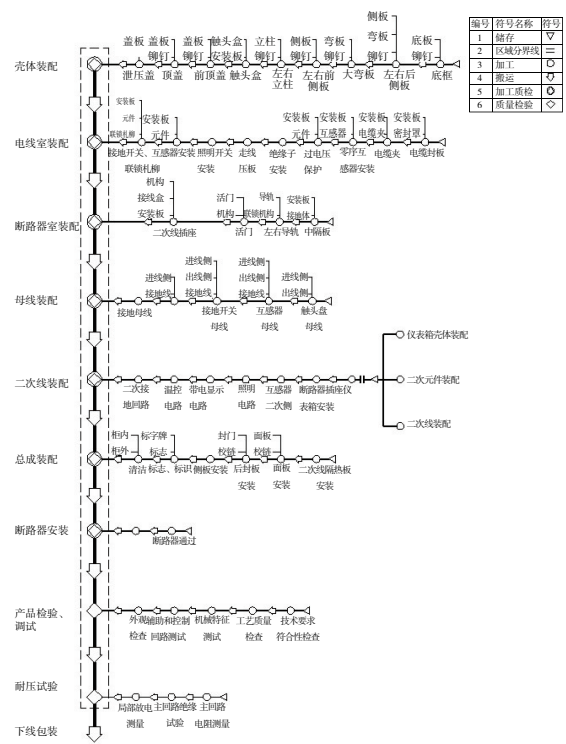 编号 符号名称 符号
1 储存
2 区域分界线
3 加工
4 搬运
5 加工质检
6 质量检验
侧板
盖板 盖板 盖板 触头盒 立柱 侧板 弯板 弯板 底板
铆钉 铆钉 铆钉 安装板 铆钉 铆钉 铆钉 铆钉 铆钉
壳体装配
泄压盖 顶盖 前顶盖 触头盒 左右 左右前 大弯板 左右后 底框
立柱 侧板 侧板
安装板
元件 安装板 安装板 安装板 安装板 安装板
联锁札柳 元件 元件 互感器 电缆夹 密封罩
电线室装配
接地开关、互感器安装 照明开关 走线 绝缘子 过电压 零序互 电缆夹 电缆封板
联锁札柳 安装 压板 安装 保护 感器安装
机构
接线盒 活门 导轨 安装板
安装板 机构 联锁机构 接地体
断路器室装配
二次线插座 活门 左右导轨 中隔板
进线侧 进线侧
进线侧 出线侧 出线侧 进线侧
接地线 接地线 接地线 出线侧
母线装配
接地母线 接地开关 互感器 触头盘
母线 母线 母线
仪表箱壳体装配
二次线装配
二次元件装配
二次接 温控 带电显示 照明 互感器 断路器插座仪
地回路 电路 电路 电路 二次侧 表箱安装
二次线装配
柜内 标字牌 封门 面板
柜外 标志 校链 校链
总成装配
清洁 标志、标识 侧板安装 后封板 面板 二次线隔热板
安装 安装 安装
断路器安装
断路器通过
产品检验、
调试
外观 辅助和控制 机械特征 工艺质量 技术要求
检查 回路测试 测试 检查 符合性检查
耐压试验
局部放电 主回路绝缘 主回路
测量 试验 电阻测量
下线包装